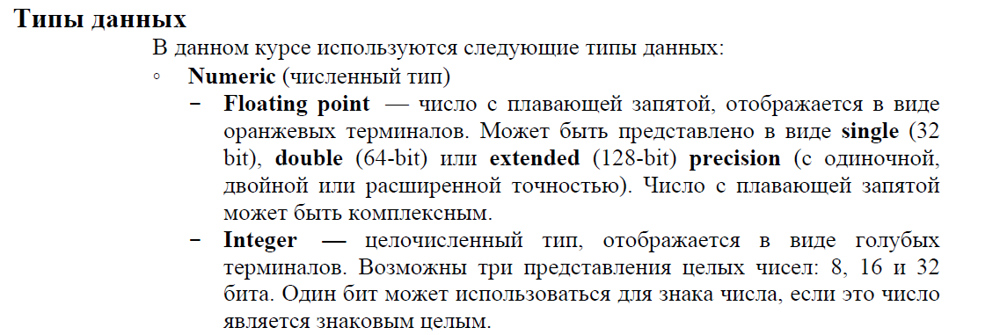 Типы данных
В данном курсе используются следующие типы данных:
◦ Numeric (численный тип)
− Floating point — число с плавающей запятой, отображается в виде
оранжевых терминалов. Может быть представлено в виде single (32
bit), double (64-bit) или extended (128-bit) precision (с одиночной,
двойной или расширенной точностью). Число с плавающей запятой
может быть комплексным.
− Integer — целочисленный тип, отображается в виде голубых
терминалов. Возможны три представления целых чисел: 8, 16 и 32
бита. Один бит может использоваться для знака числа, если это число
является знаковым целым.